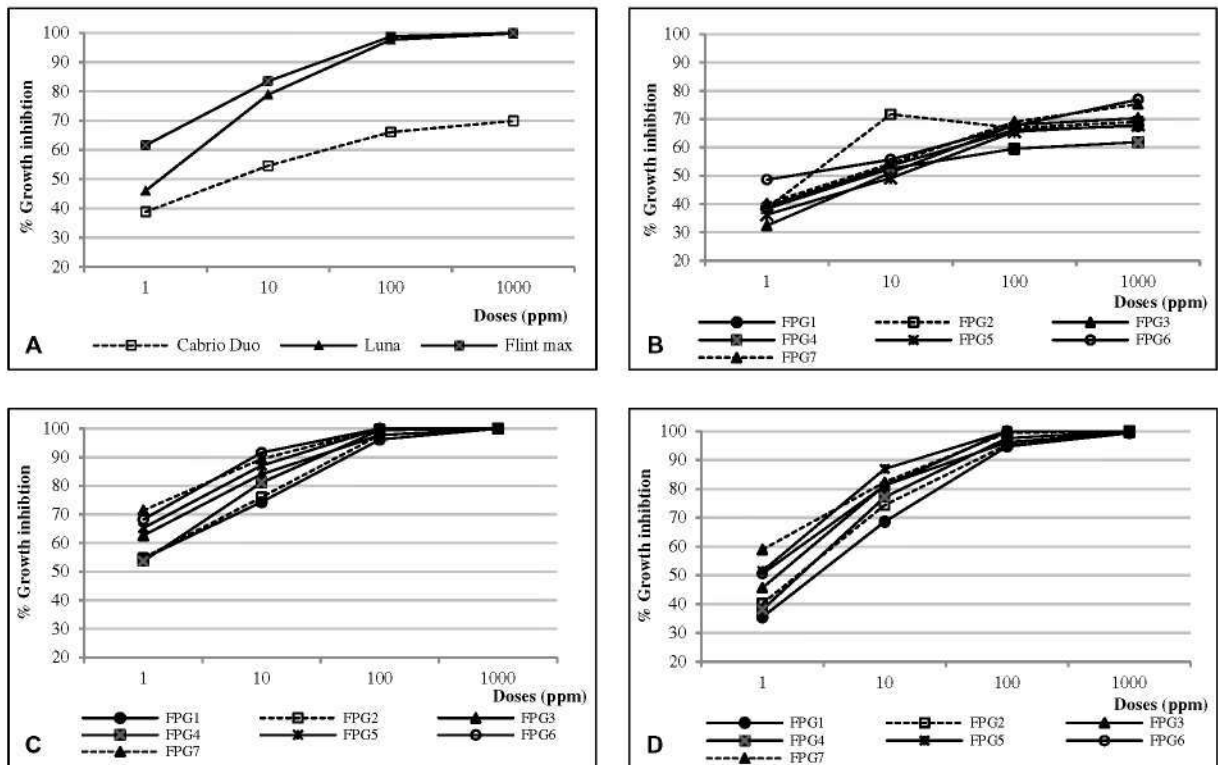 100
90
80
70
60
50
40
30
20
% Growth inhibtion
1 10 100 1000
Doses (ppm)
A
Cabrio Duo Luna Flint max
100
90
80
70
60
50
40
30
20
% Growth inhibtion
1 10 100 1000
Doses (ppm)
B
FPG1 FPG2 FPG3
FPG4 FPG5 FPG6
FPG7
100
90
80
70
60
50
40
30
20
% Growth inhibtion
1 10 100 1000
Doses (ppm)
C
FPG1 FPG2 FPG3
FPG4 FPG5 FPG6
FPG7
100
90
80
70
60
50
40
30
20
% Growth inhibtion
1 10 100 1000
Doses (ppm)
D
FPG1 FPG2 FPG3
FPG4 FPG5 FPG6
FPG7